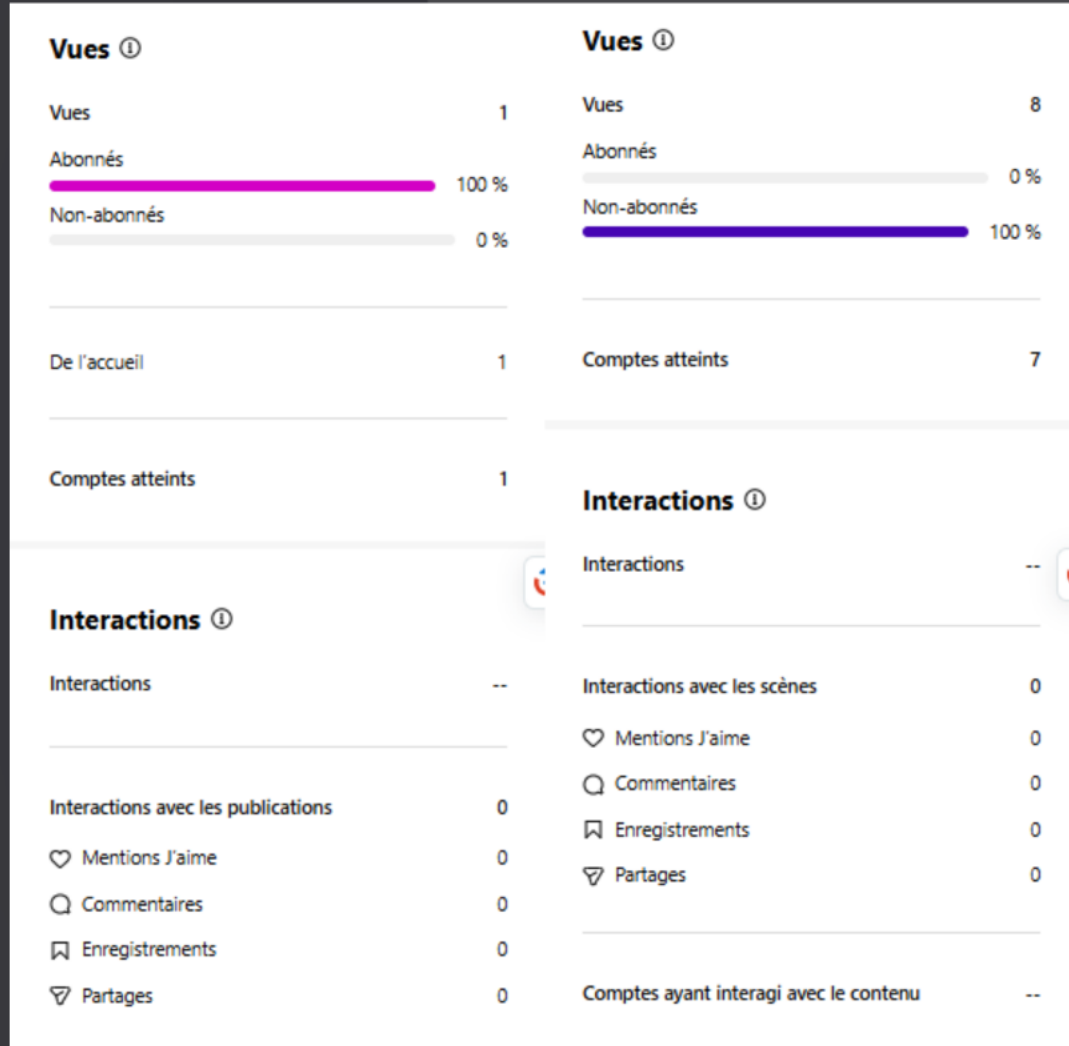 Vues
Vues 1
Abonnés
100 %
Non-abonnés
0 %
De l'accueil 1
Comptes atteints 1
Interactions
Interactions --
Interactions avec les publications 0
Mentions J'aime 0
Commentaires 0
Enregistrements 0
Partages 0
Vues
Vues 8
Abonnés
0 %
Non-abonnés
100 %
Comptes atteints 7
Interactions
Interactions --
Interactions avec les scènes 0
Mentions J'aime 0
Commentaires 0
Enregistrements 0
Partages 0
Comptes ayant interagi avec le contenu --